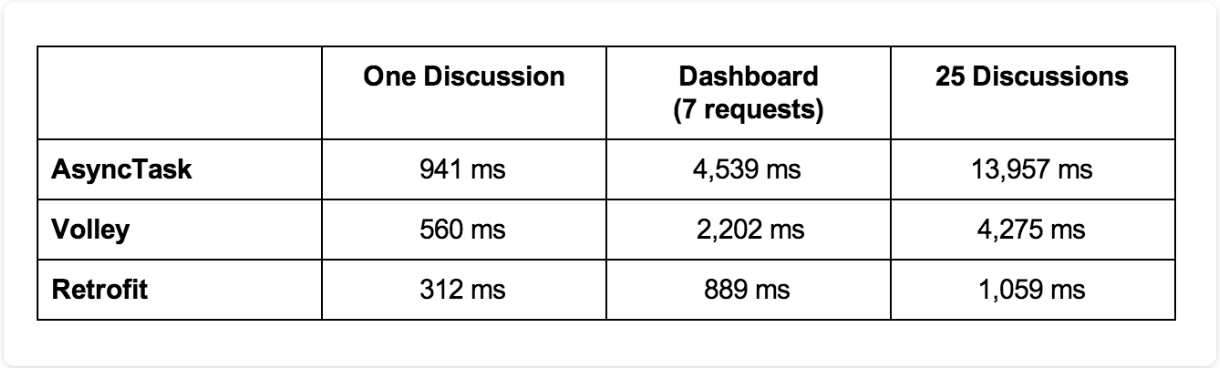 One Discussion Dashboard 25 Discussions
(7 requests)
AsyncTask 941 ms 4,539 ms 13,957 ms
Volley 560 ms 2,202 ms 4,275 ms
Retrofit 312 ms 889 ms 1,059 ms